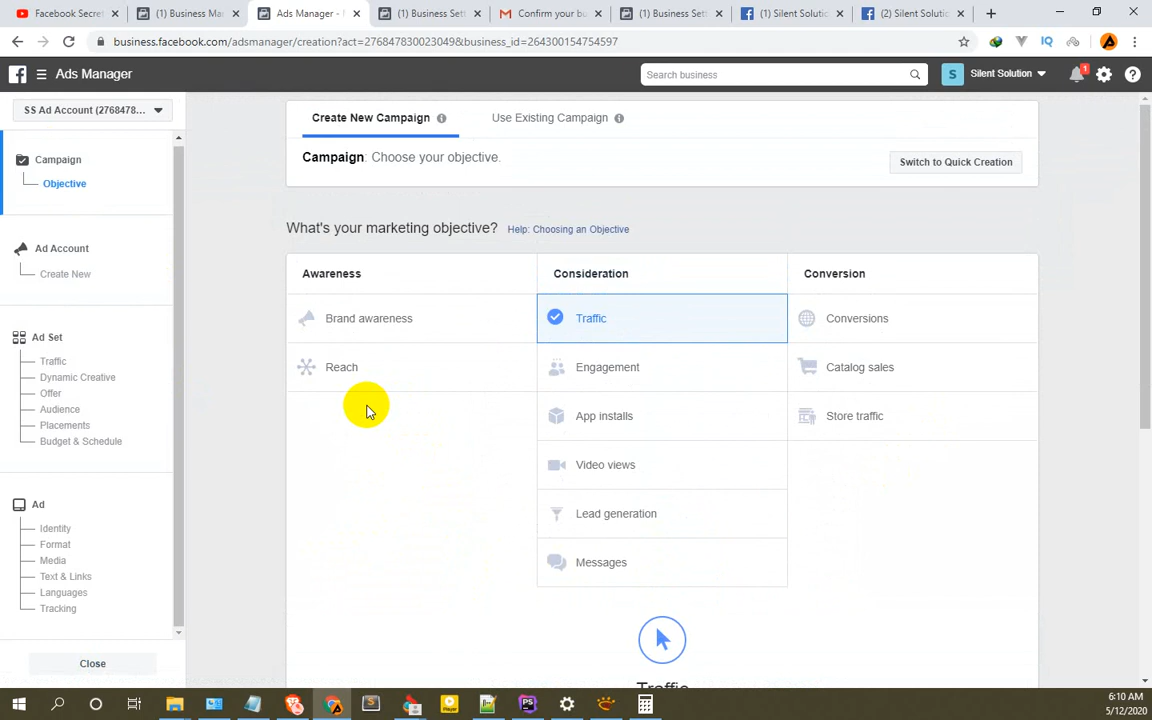 Facebook Secre
(1) Business Ma
Ads Manager -
(1) Business Sett
Confirm your bu
(1) Business Sett
(1) Silent Solutio
(2) Silent Solutio
business.facebook.com/adsmanager/creation?act=276847830023049&business_id=264300154754597
Ads Manager
Search business
S
Silent Solution
1
SS Ad Account (2768478...
Campaign
Objective
Ad Account
Create New
Ad Set
Traffic
Dynamic Creative
Offer
Audience
Placements
Budget & Schedule
Ad
Identity
Format
Media
Text & Links
Languages
Tracking
Close
Create New Campaign
Use Existing Campaign
Campaign: Choose your objective.
Switch to Quick Creation
What's your marketing objective? Help: Choosing an Objective
Awareness
Consideration
Conversion
Brand awareness
Traffic
Conversions
Reach
Engagement
Catalog sales
App installs
Store traffic
Video views
Lead generation
Messages
Traffic
6:10 AM
5/12/2020